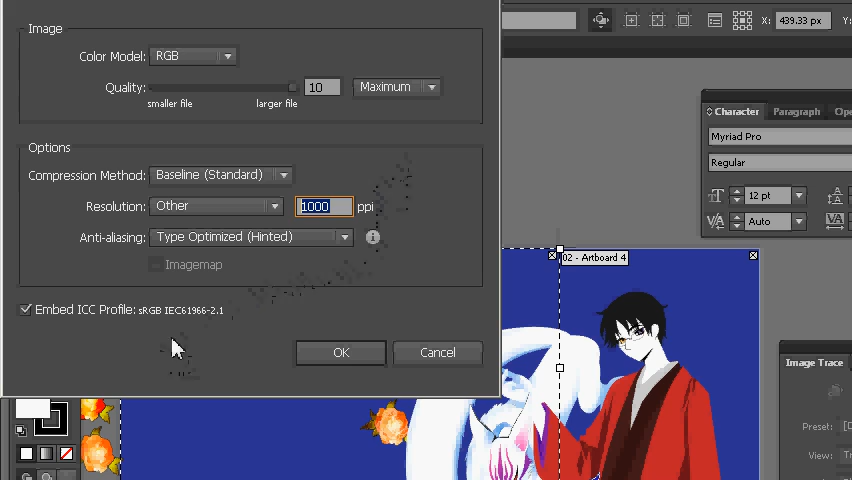 Image
Color Model: RGB
Quality: 10 Maximum
smaller file larger file
Options
Compression Method: Baseline (Standard)
Resolution: Other 1000 ppi
Anti-aliasing: Type Optimized (Hinted)
Imagemap
Embed ICC Profile: sRGB IEC61966-2.1
OK Cancel
X: 439.33 px Y:
Character Paragraph Ope
Myriad Pro
Regular
12 pt
Auto
02 - Artboard 4
Image Trace
Preset: [D
View: Tr